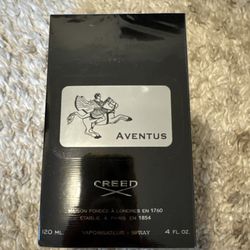 AVENTUS
CREED
MAISON FONDÉE À LONDRES EN 1760
ÉTABLIE À PARIS EN 1854
120 ML. VAPORISATEUR - SPRAY 4 FL. OZ.